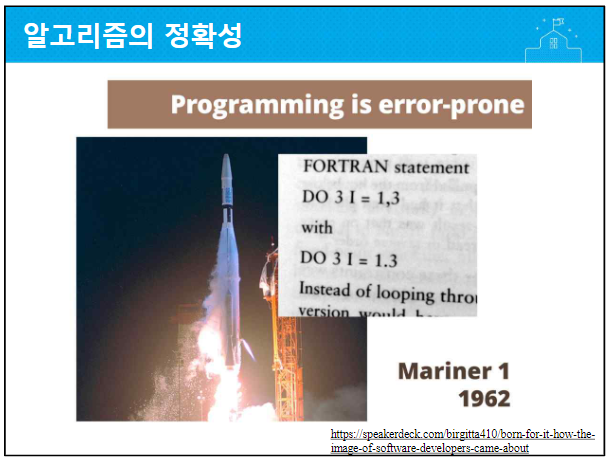 알고리즘의 정확성
Programming is error-prone
FORTRAN statement
DO 3 I = 1,3
with
DO 3 I = 1.3
Instead of looping
version would
Mariner 1
1962
https://speakerdeck.com/birgitta410/born-for-it-how-the-
image-of-software-developers-came-about